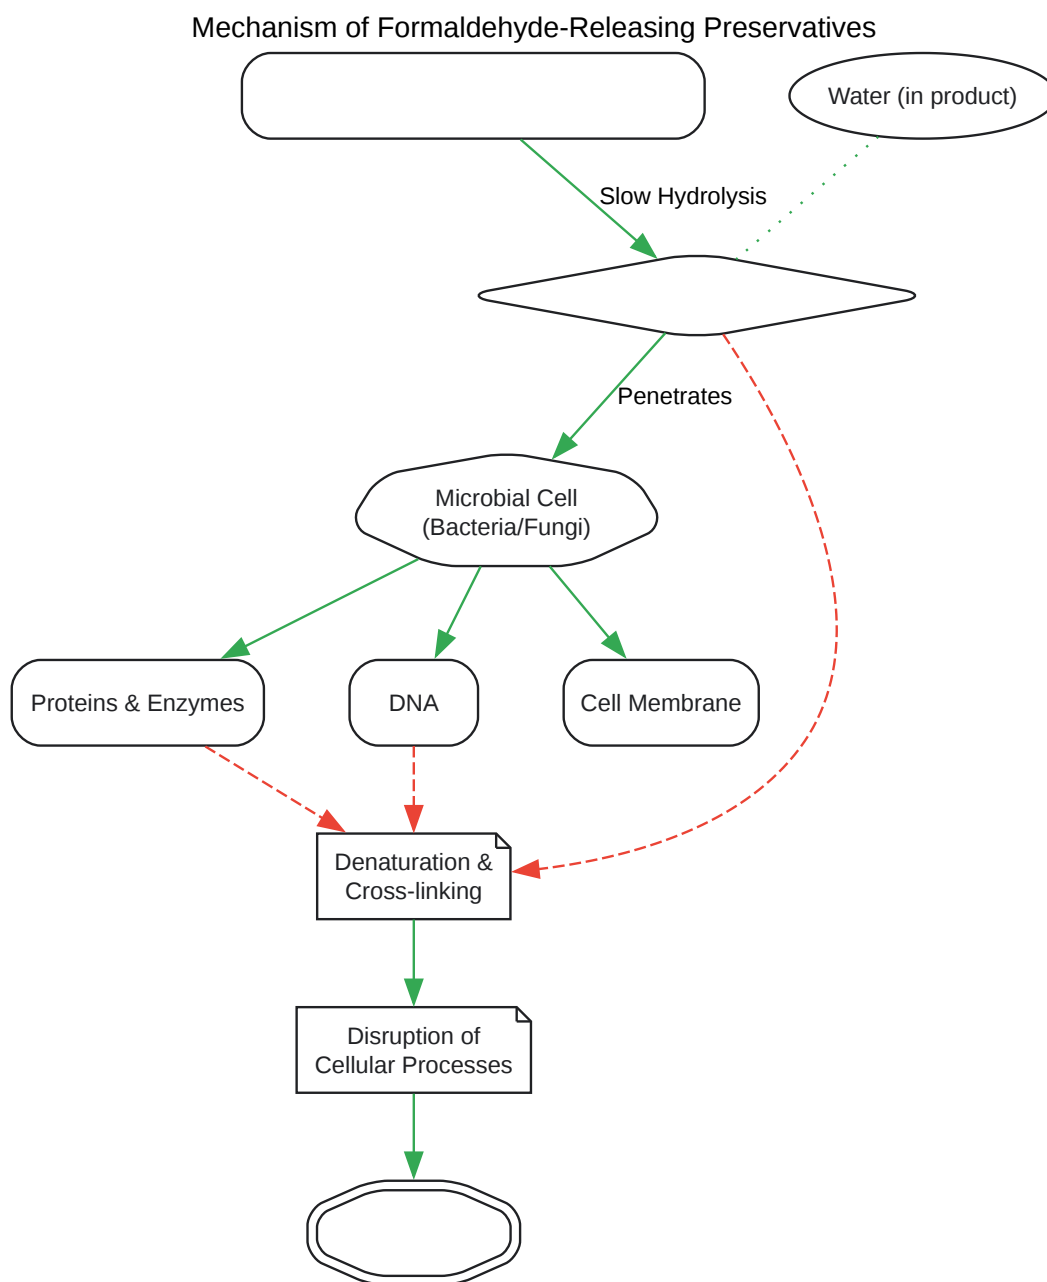 Mechanism of Formaldehyde-Releasing Preservatives
Water (in product)
Slow Hydrolysis
Penetrates
Microbial Cell
(Bacteria/Fungi)
Proteins & Enzymes
DNA
Cell Membrane
Denaturation &
Cross-linking
Disruption of
Cellular Processes